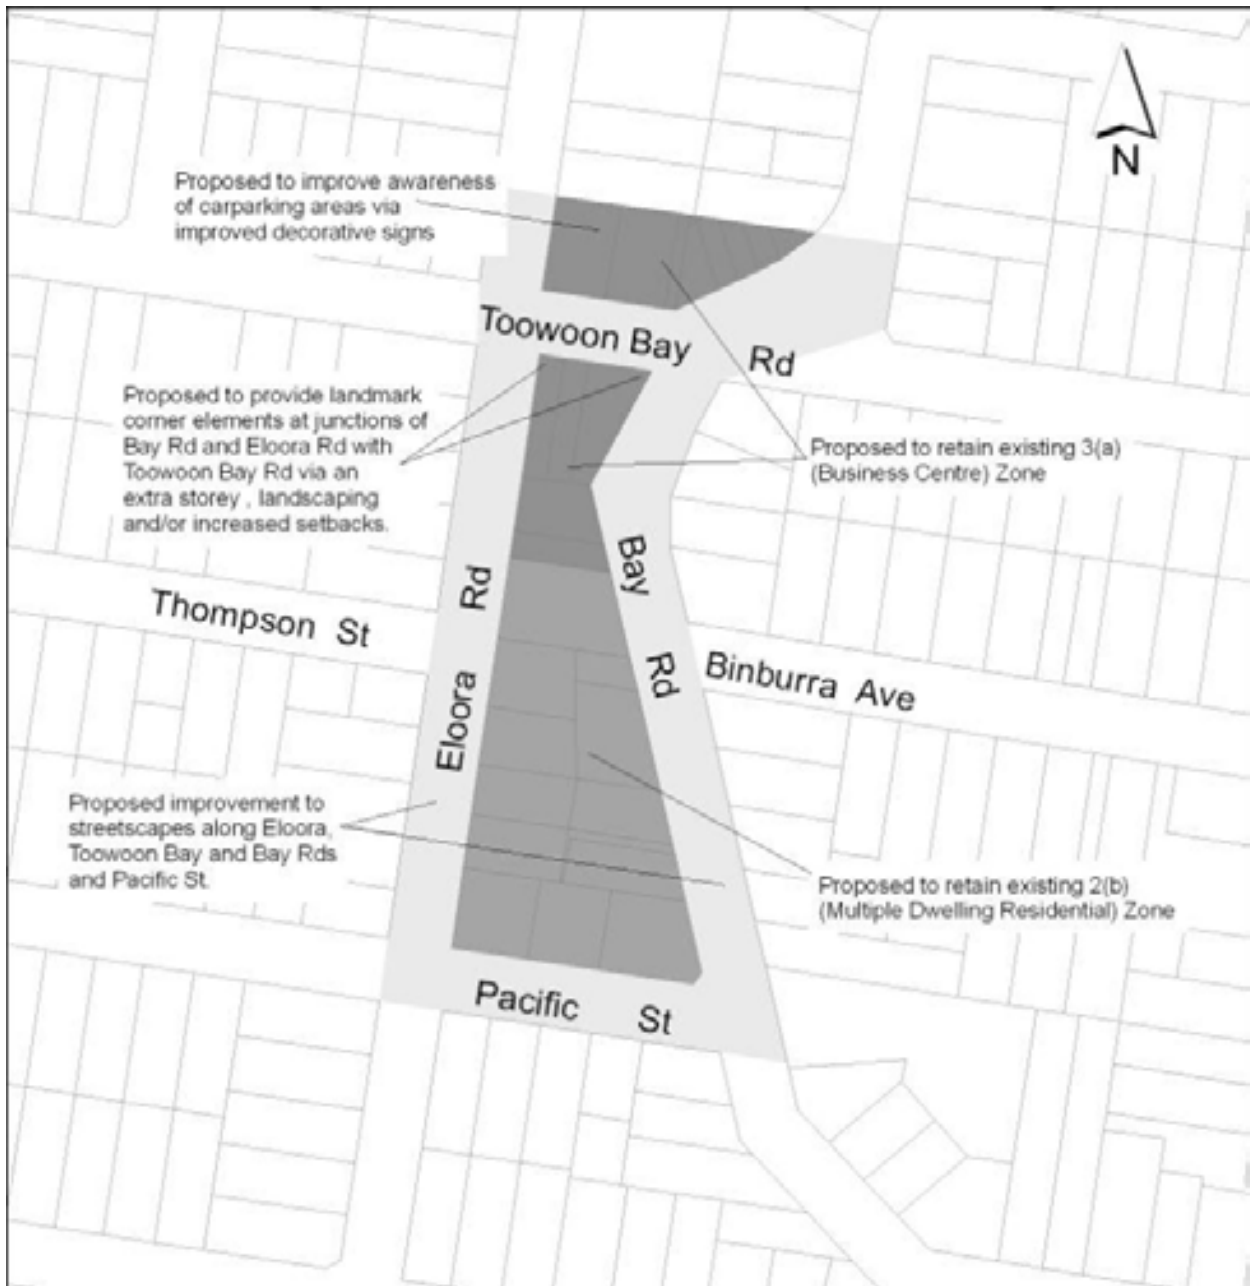 N
Proposed to improve awareness
of carparking areas via
improved decorative signs
Toowoon Bay Rd
Proposed to provide landmark
corner elements at junctions of
Bay Rd and Eloora Rd with
Toowoon Bay Rd via an
extra storey , landscaping
and/or increased setbacks.
Proposed to retain existing 3(a)
(Business Centre) Zone
Bay Rd
Thompson St
Eloora Rd
Binburra Ave
Proposed improvement to
streetscapes along Eloora,
Toowoon Bay and Bay Rds
and Pacific St.
Proposed to retain existing 2(b)
(Multiple Dwelling Residential) Zone
Pacific St